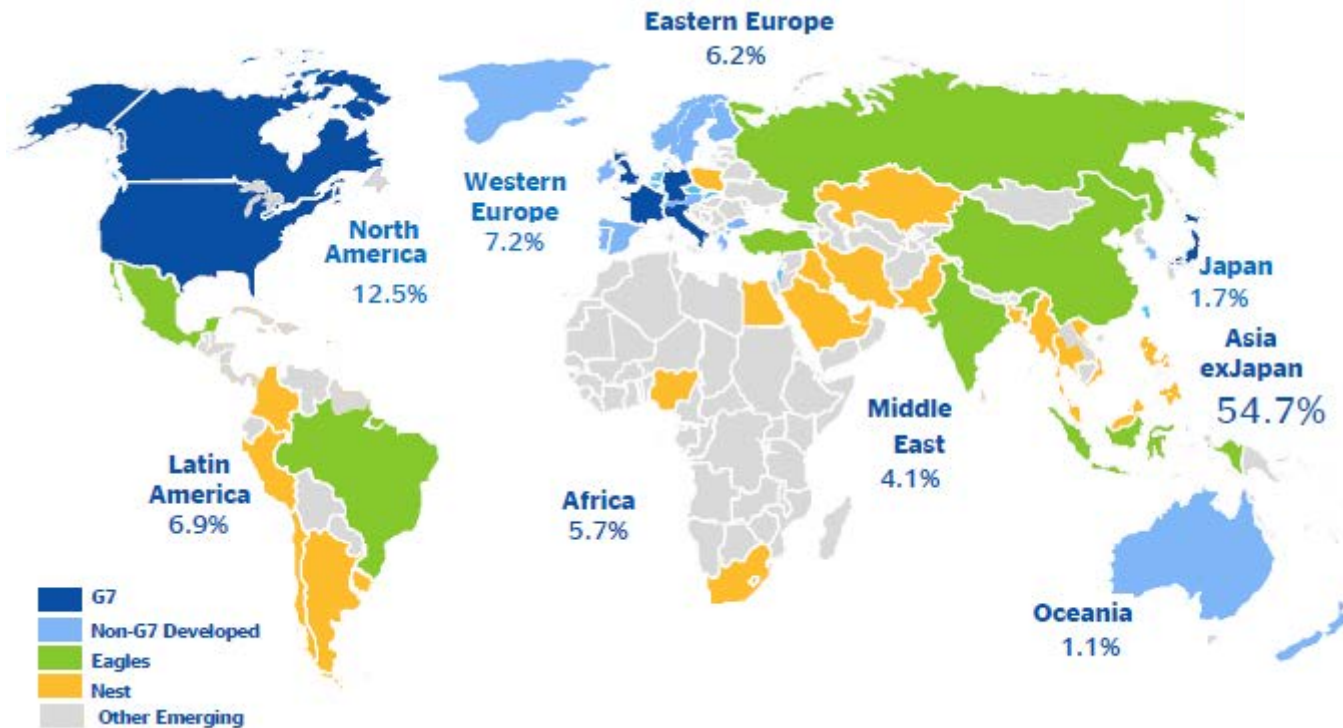 Eastern Europe
6.2%
Western
Europe
7.2%
North
America
12.5%
Japan
1.7%
Asia
exJapan
54.7%
Middle
East
4.1%
Latin
America
6.9%
Africa
5.7%
Oceania
1.1%
G7
Non-G7 Developed
Eagles
Nest
Other Emerging